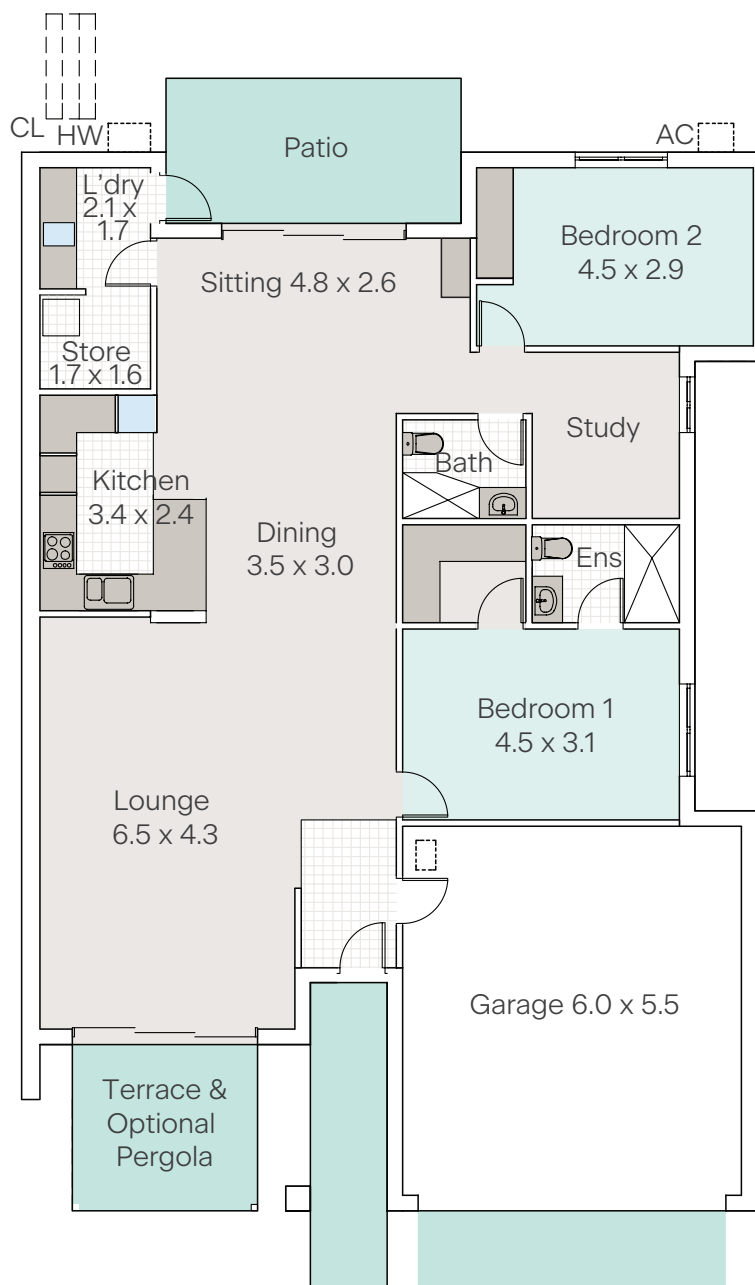 CL
HW
AC
Patio
L'dry
2.1 x
1.7
Bedroom 2
4.5 x 2.9
Sitting 4.8 x 2.6
Store
1.7 x 1.6
Study
Bath
Kitchen
3.4 x 2.4
Dining
3.5 x 3.0
Ens
Bedroom 1
4.5 x 3.1
Lounge
6.5 x 4.3
Garage 6.0 x 5.5
Terrace &
Optional
Pergola